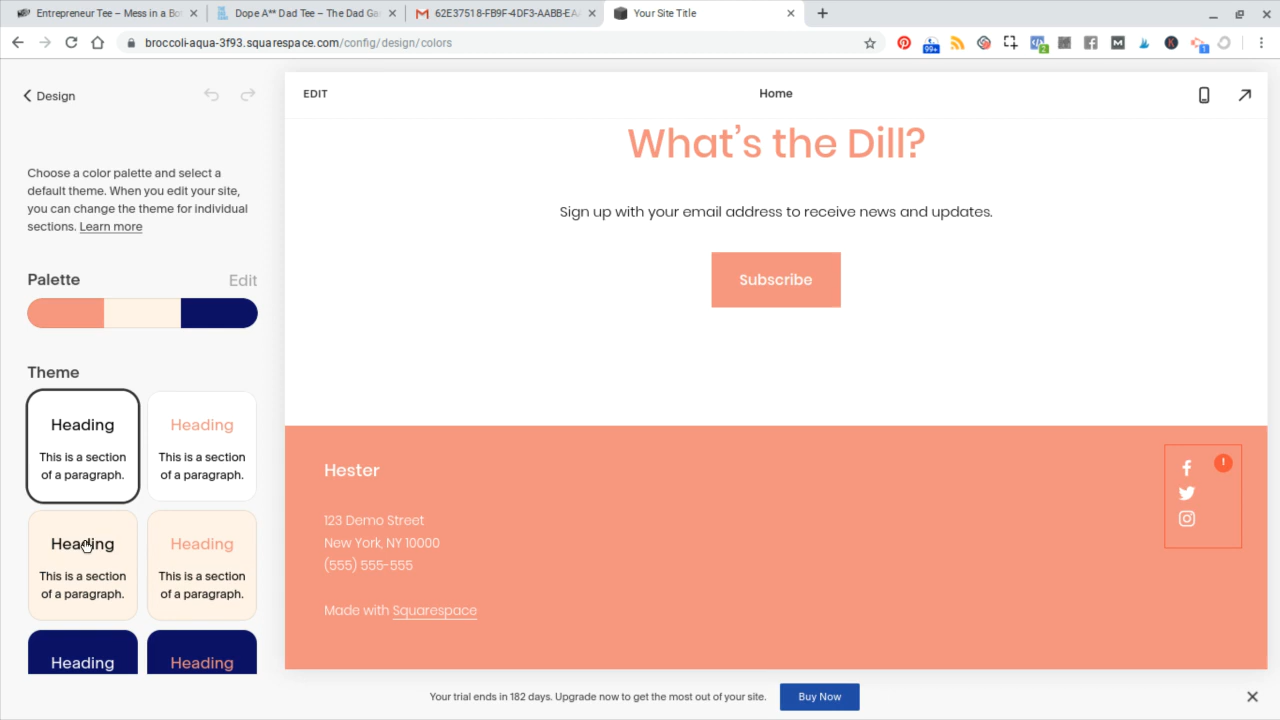 Entrepreneur Tee – Mess in a Bo
Dope A** Dad Tee – The Dad Ga
62E37518-FB9F-4DF3-AABB-EA
Your Site Title
broccoli-aqua-3f93.squarespace.com/config/design/colors
99+
2
1
Design
EDIT
Home
What's the Dill?
Choose a color palette and select a
default theme. When you edit your site,
you can change the theme for individual
sections. Learn more
Sign up with your email address to receive news and updates.
Subscribe
Palette
Edit
Theme
Heading
This is a section
of a paragraph.
Heading
This is a section
of a paragraph.
Heading
This is a section
of a paragraph.
Heading
This is a section
of a paragraph.
Heading
Heading
Hester
123 Demo Street
New York, NY 10000
(555) 555-555
Made with Squarespace
!
Your trial ends in 182 days. Upgrade now to get the most out of your site.
Buy Now